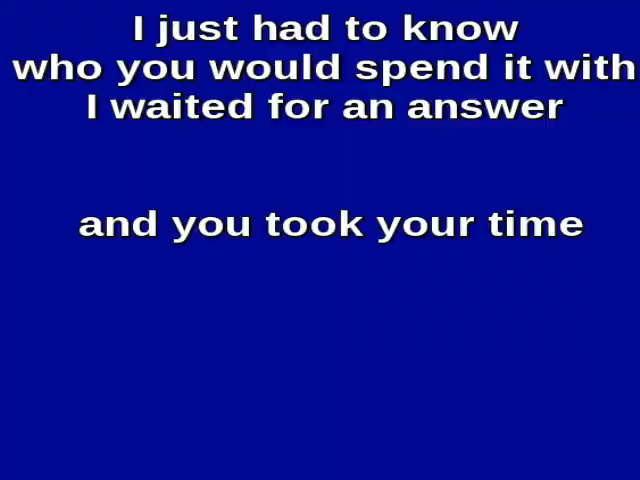 I just had to know
who you would spend it with
I waited for an answer
and you took your time